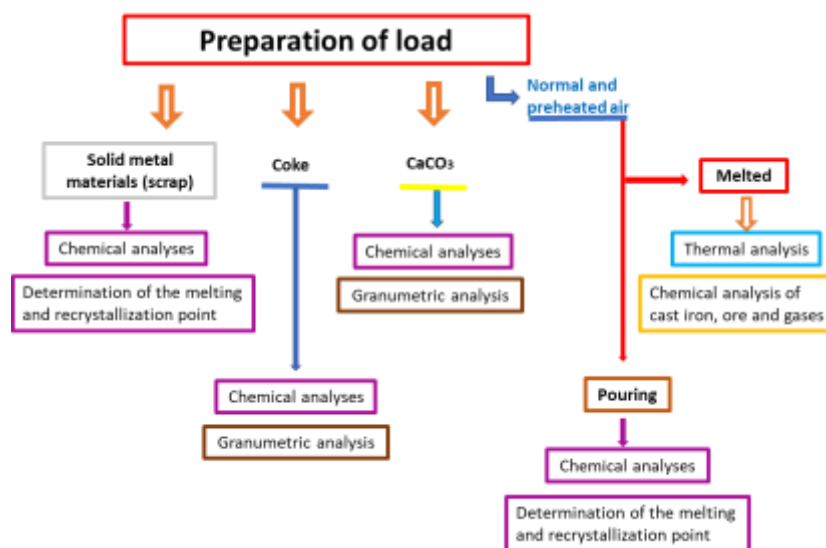 Preparation of load
Normal and
preheated air
Solid metal
materials (scrap)
Coke
CaCO₃
Melted
Chemical analyses
Determination of the melting
and recrystallization point
Chemical analyses
Granumetric analysis
Thermal analysis
Chemical analysis of
cast iron, ore and gases
Chemical analyses
Granumetric analysis
Pouring
Chemical analyses
Determination of the melting
and recrystallization point